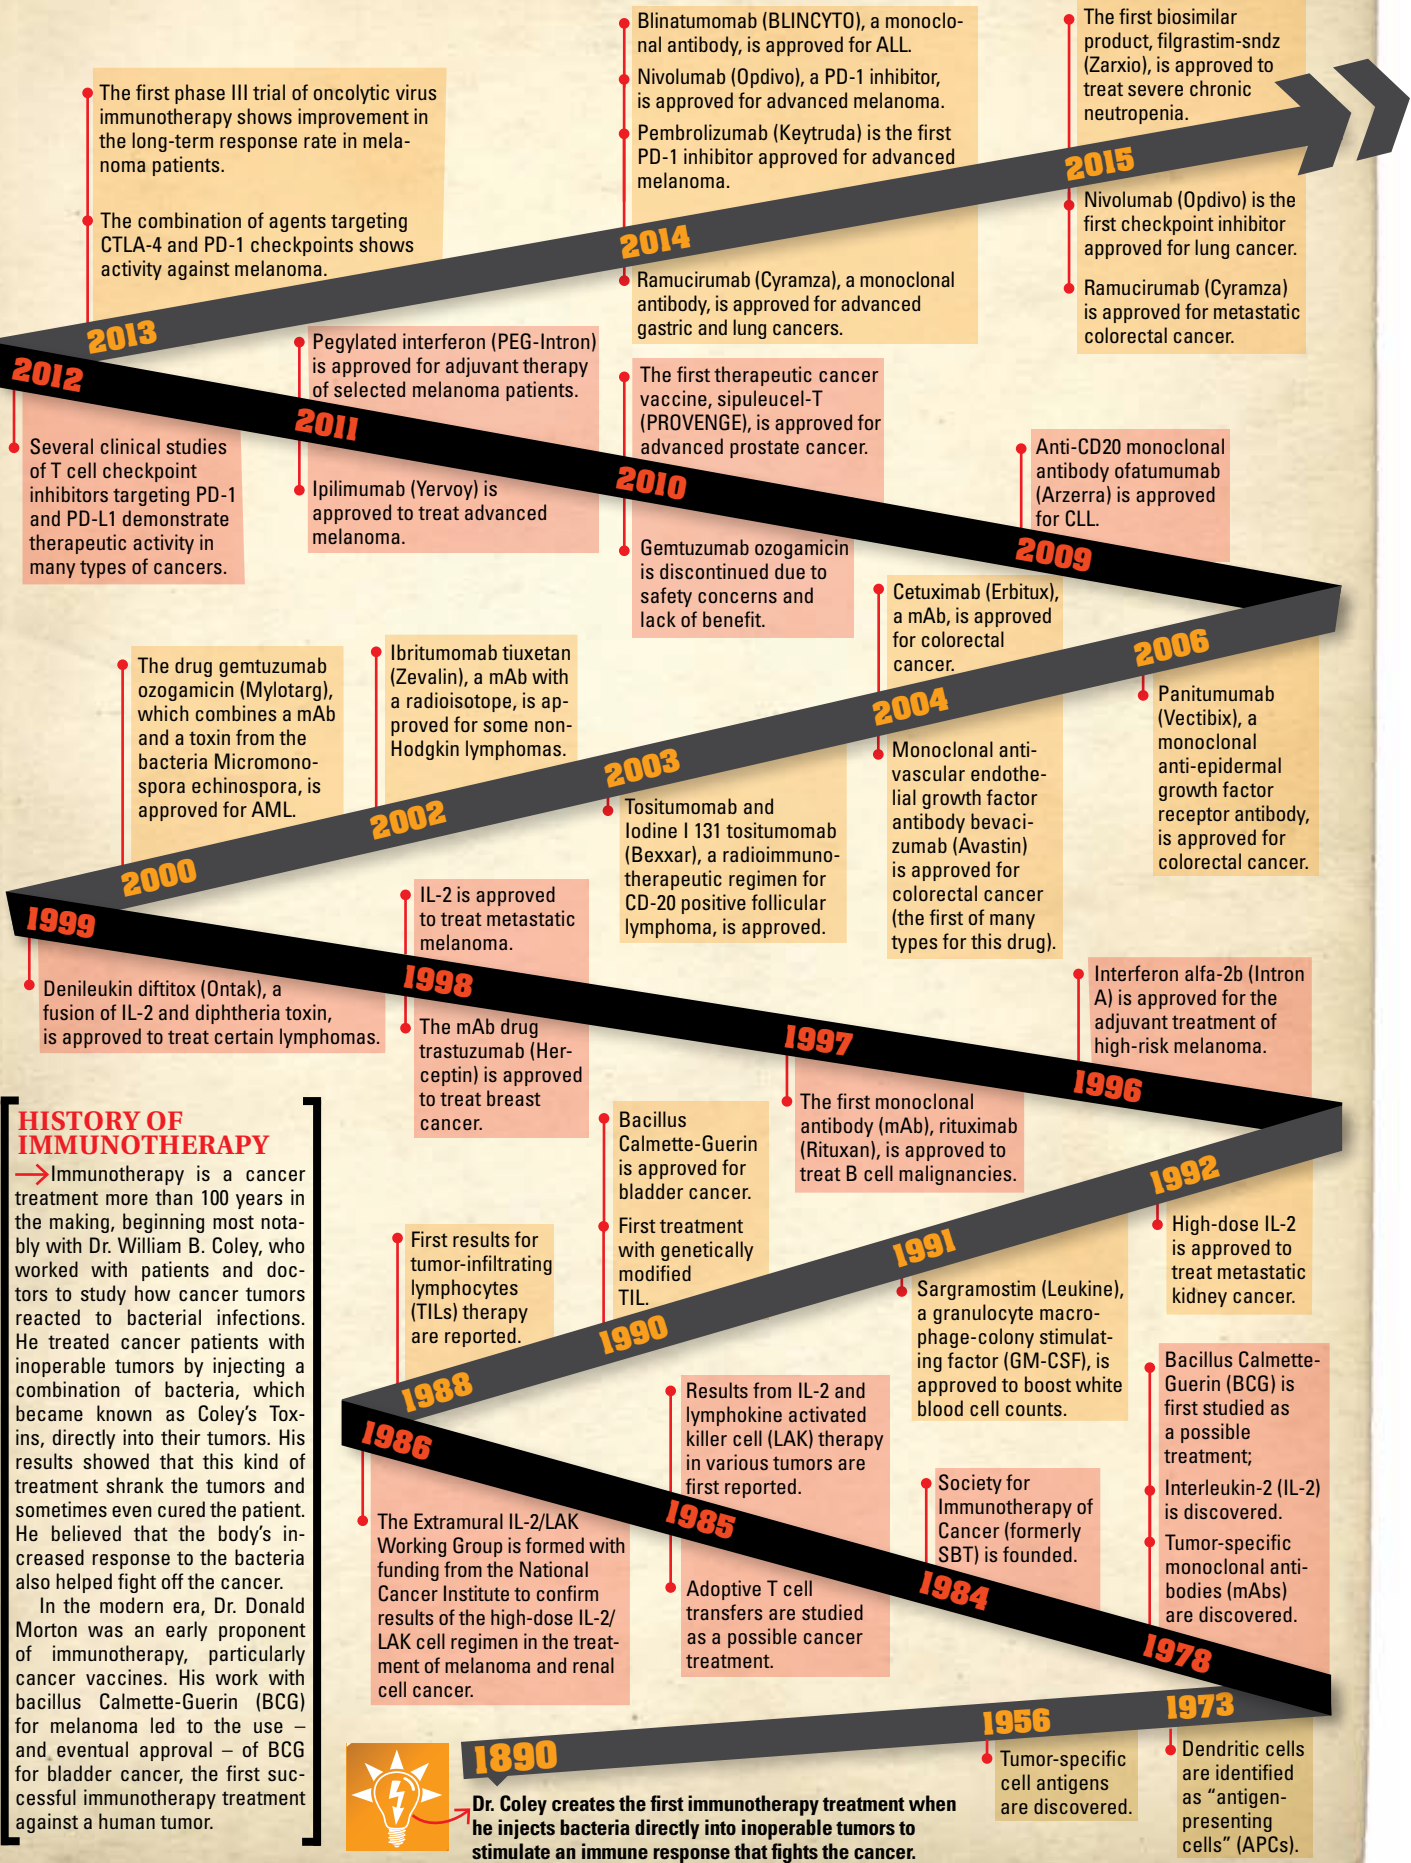 Blinatumomab (BLINCYTO), a monoclo-
nal antibody, is approved for ALL.
Nivolumab (Opdivo), a PD-1 inhibitor,
is approved for advanced melanoma.
Pembrolizumab (Keytruda) is the first
PD-1 inhibitor approved for advanced
melanoma.
The first biosimilar
product, filgrastim-sndz
(Zarxio), is approved to
treat severe chronic
neutropenia.
The first phase III trial of oncolytic virus
immunotherapy shows improvement in
the long-term response rate in mela-
noma patients.
The combination of agents targeting
CTLA-4 and PD-1 checkpoints shows
activity against melanoma.
2015
Nivolumab (Opdivo) is the
first checkpoint inhibitor
approved for lung cancer.
Ramucirumab (Cyramza)
is approved for metastatic
colorectal cancer.
2014
Ramucirumab (Cyramza), a monoclonal
antibody, is approved for advanced
gastric and lung cancers.
2013
2012
Several clinical studies
of T cell checkpoint
inhibitors targeting PD-1
and PD-L1 demonstrate
therapeutic activity in
many types of cancers.
Pegylated interferon (PEG-Intron)
is approved for adjuvant therapy
of selected melanoma patients.
2011
Ipilimumab (Yervoy) is
approved to treat advanced
melanoma.
The first therapeutic cancer
vaccine, sipuleucel-T
(PROVENGE), is approved for
advanced prostate cancer.
2010
Gemtuzumab ozogamicin
is discontinued due to
safety concerns and
lack of benefit.
Anti-CD20 monoclonal
antibody ofatumumab
(Arzerra) is approved
for CLL.
2009
2006
Panitumumab
(Vectibix), a
monoclonal
anti-epidermal
growth factor
receptor antibody,
is approved for
colorectal cancer.
Cetuximab (Erbitux),
a mAb, is approved
for colorectal
cancer.
2004
Monoclonal anti-
vascular endothe-
lial growth factor
antibody bevaci-
zumab (Avastin)
is approved for
colorectal cancer
(the first of many
types for this drug).
2003
Tositumomab and
Iodine I 131 tositumomab
(Bexxar), a radioimmuno-
therapeutic regimen for
CD-20 positive follicular
lymphoma, is approved.
Ibritumomab tiuxetan
(Zevalin), a mAb with
a radioisotope, is ap-
proved for some non-
Hodgkin lymphomas.
2002
The drug gemtuzumab
ozogamicin (Mylotarg),
which combines a mAb
and a toxin from the
bacteria Micromono-
spora echinospora, is
approved for AML.
2000
1999
Denileukin diftitox (Ontak), a
fusion of IL-2 and diphtheria toxin,
is approved to treat certain lymphomas.
IL-2 is approved
to treat metastatic
melanoma.
1998
The mAb drug
trastuzumab (Her-
ceptin) is approved
to treat breast
cancer.
1997
The first monoclonal
antibody (mAb), rituximab
(Rituxan), is approved to
treat B cell malignancies.
Interferon alfa-2b (Intron
A) is approved for the
adjuvant treatment of
high-risk melanoma.
1996
1992
High-dose IL-2
is approved to
treat metastatic
kidney cancer.
1991
Sargramostim (Leukine),
a granulocyte macro-
phage-colony stimulat-
ing factor (GM-CSF), is
approved to boost white
blood cell counts.
Bacillus
Calmette-Guerin
is approved for
bladder cancer.
First treatment
with genetically
modified
TIL.
1990
First results for
tumor-infiltrating
lymphocytes
(TILs) therapy
are reported.
1988
1986
The Extramural IL-2/LAK
Working Group is formed with
funding from the National
Cancer Institute to confirm
results of the high-dose IL-2/
LAK cell regimen in the treat-
ment of melanoma and renal
cell cancer.
Results from IL-2 and
lymphokine activated
killer cell (LAK) therapy
in various tumors are
first reported.
1985
Adoptive T cell
transfers are studied
as a possible cancer
treatment.
Society for
Immunotherapy of
Cancer (formerly
SBT) is founded.
1984
Bacillus Calmette-
Guerin (BCG) is
first studied as
a possible
treatment;
Interleukin-2 (IL-2)
is discovered.
Tumor-specific
monoclonal anti-
bodies (mAbs)
are discovered.
1978
1973
Dendritic cells
are identified
as “antigen-
presenting
cells” (APCs).
1956
Tumor-specific
cell antigens
are discovered.
1890
Dr. Coley creates the first immunotherapy treatment when
he injects bacteria directly into inoperable tumors to
stimulate an immune response that fights the cancer.
HISTORY OF
IMMUNOTHERAPY
Immunotherapy is a cancer
treatment more than 100 years in
the making, beginning most nota-
bly with Dr. William B. Coley, who
worked with patients and doc-
tors to study how cancer tumors
reacted to bacterial infections.
He treated cancer patients with
inoperable tumors by injecting a
combination of bacteria, which
became known as Coley’s Tox-
ins, directly into their tumors. His
results showed that this kind of
treatment shrank the tumors and
sometimes even cured the patient.
He believed that the body’s in-
creased response to the bacteria
also helped fight off the cancer.
In the modern era, Dr. Donald
Morton was an early proponent
of immunotherapy, particularly
cancer vaccines. His work with
bacillus Calmette-Guerin (BCG)
for melanoma led to the use –
and eventual approval – of BCG
for bladder cancer, the first suc-
cessful immunotherapy treatment
against a human tumor.